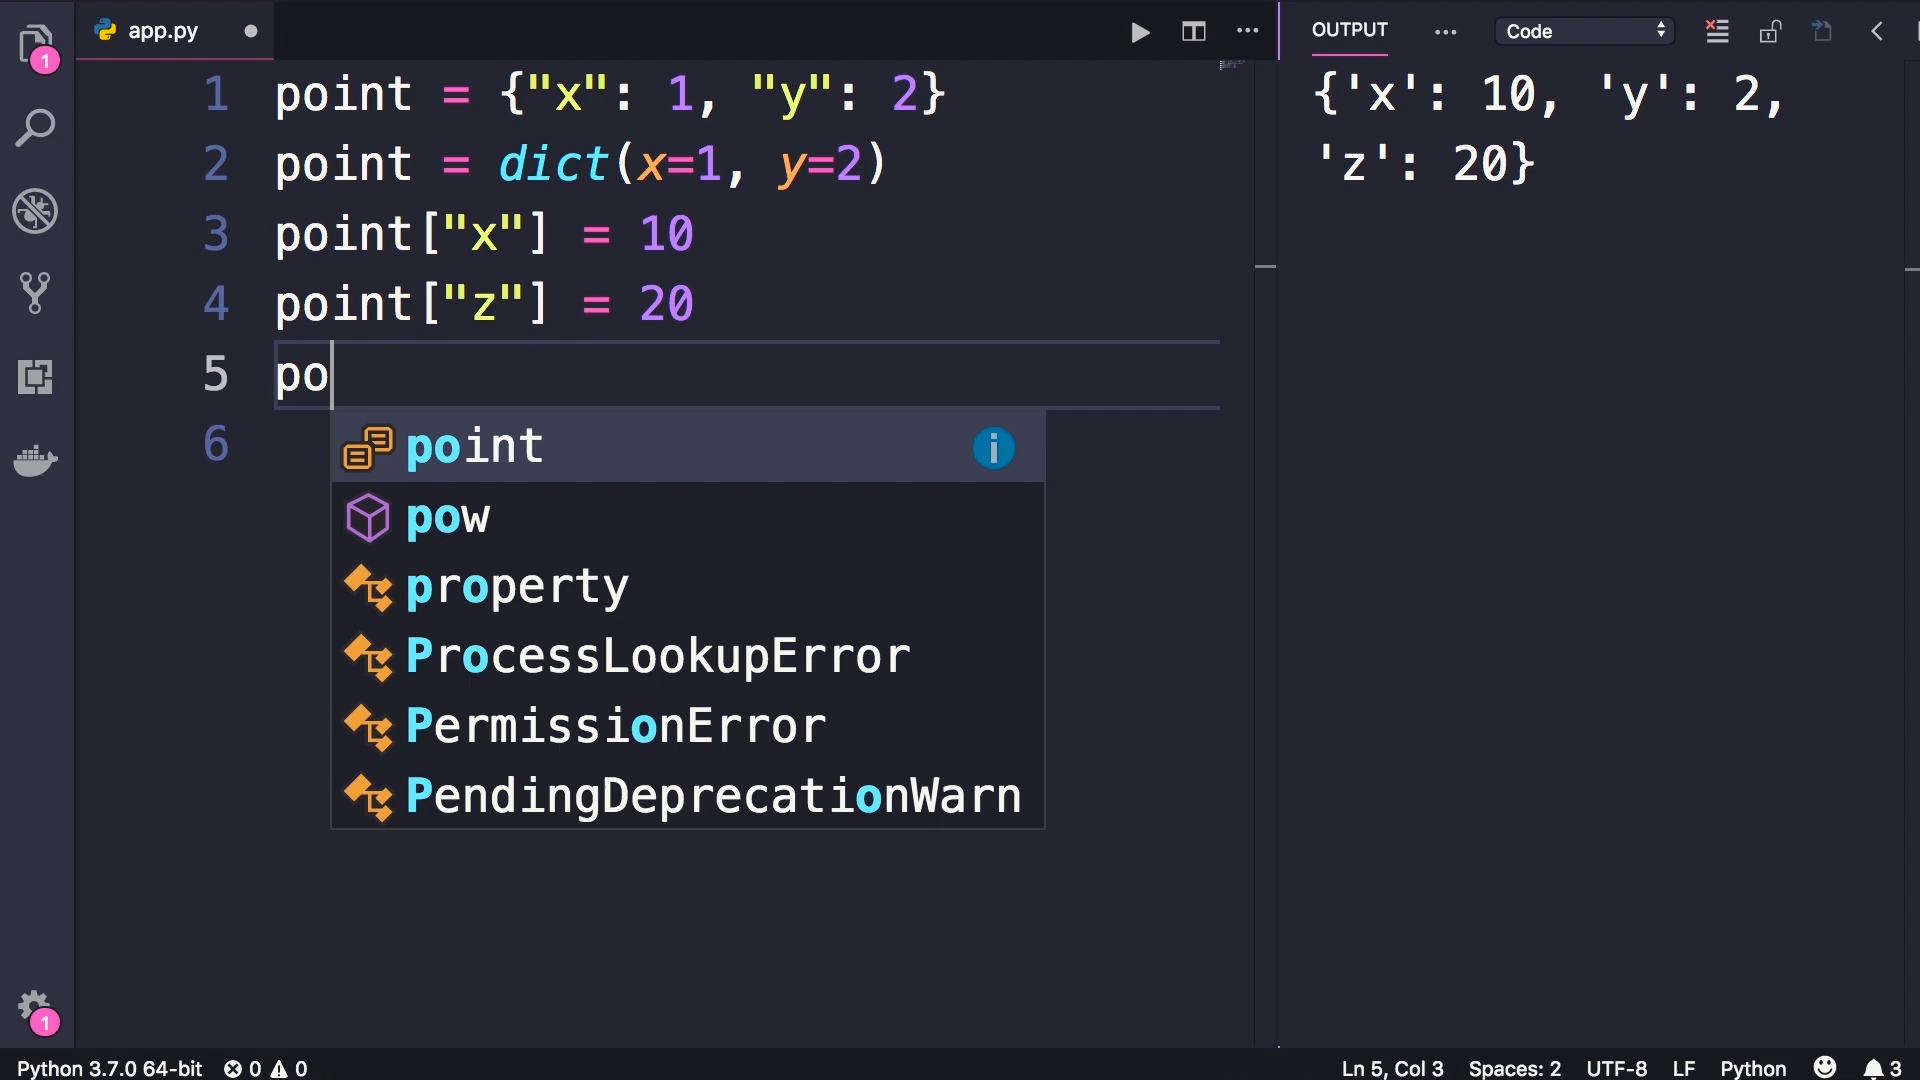 app.py
OUTPUT
Code
1
1 point = {"x": 1, "y": 2}
2 point = dict(x=1, y=2)
3 point["x"] = 10
4 point["z"] = 20
5 po
6
point
pow
property
ProcessLookupError
PermissionError
PendingDeprecationWarn
{'x': 10, 'y': 2,
'z': 20}
1
Python 3.7.0 64-bit 0 0 Ln 5, Col 3 Spaces: 2 UTF-8 LF Python 3